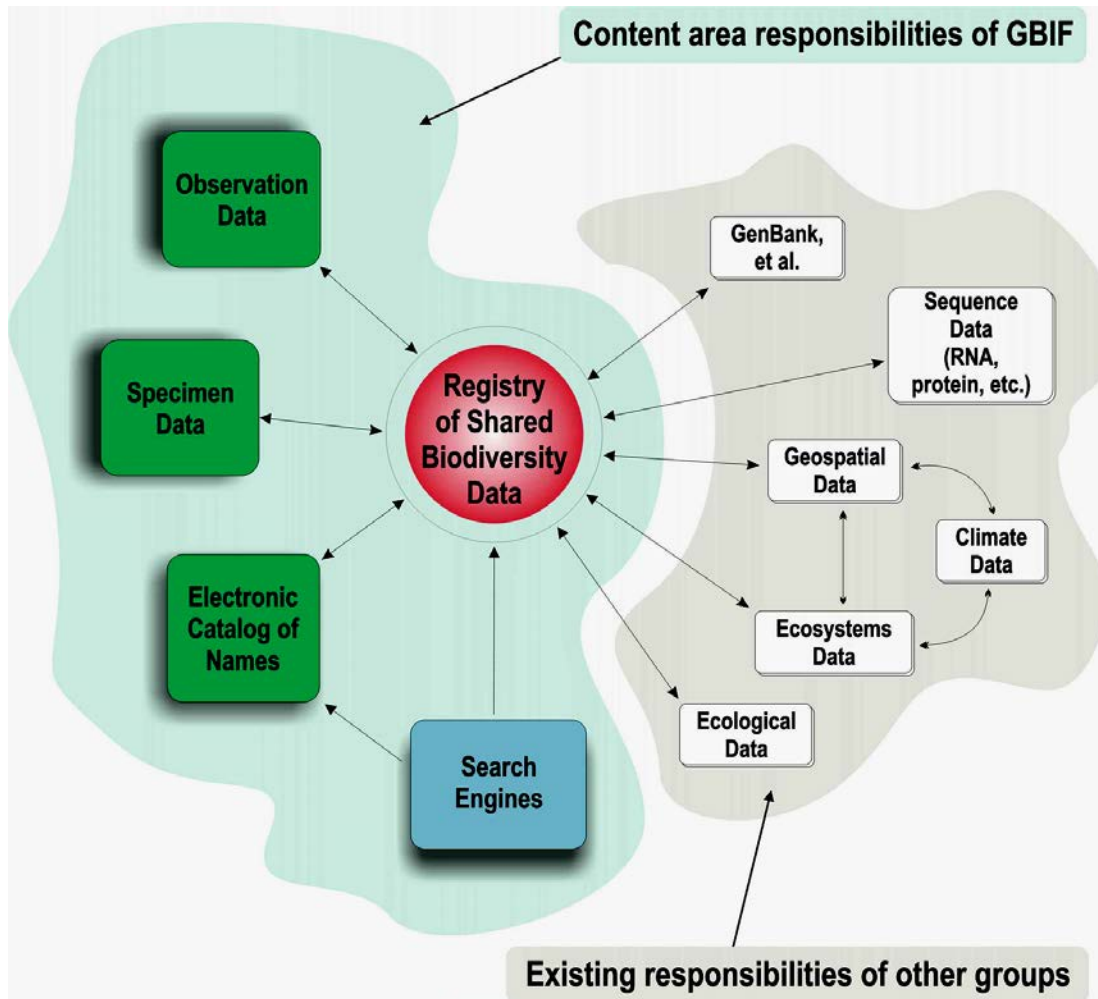 Content area responsibilities of GBIF
Observation
Data
GenBank,
et al.
Sequence
Data
(RNA,
protein, etc.)
Specimen
Data
Registry
of Shared
Biodiversity
Data
Geospatial
Data
Climate
Data
Electronic
Catalog of
Names
Ecosystems
Data
Ecological
Data
Search
Engines
Existing responsibilities of other groups